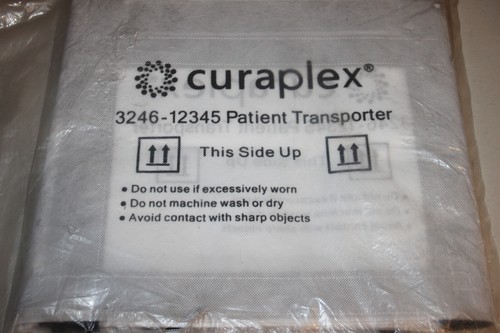 curaplex®
3246-12345 Patient Transporter
This Side Up
• Do not use if excessively worn
• Do not machine wash or dry
• Avoid contact with sharp objects